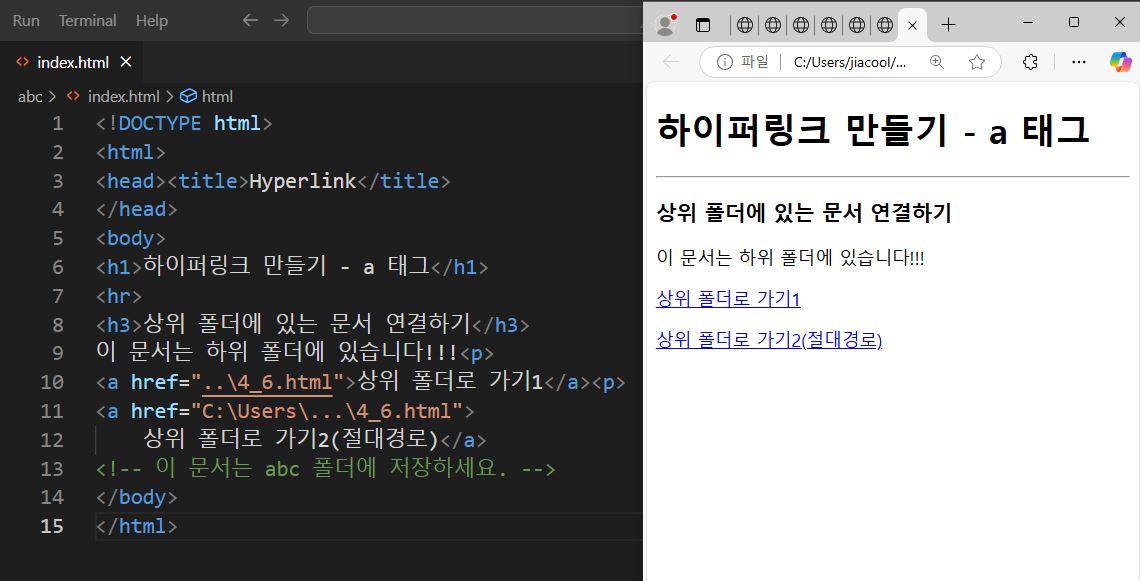 Run Terminal Help
index.html
abc > index.html > html
1 <!DOCTYPE html>
2 <html>
3 <head><title>Hyperlink</title>
4 </head>
5 <body>
6 <h1>하이퍼링크 만들기 - a 태그</h1>
7 <hr>
8 <h3>상위 폴더에 있는 문서 연결하기</h3>
9 이 문서는 하위 폴더에 있습니다!!!<p>
10 <a href="..\4_6.html">상위 폴더로 가기1</a><p>
11 <a href="C:\Users\...\4_6.html">
12 상위 폴더로 가기2(절대경로)</a>
13 <!-- 이 문서는 abc 폴더에 저장하세요. -->
14 </body>
15 </html>
파일 C:/Users/jiacool/...
하이퍼링크 만들기 - a 태그
상위 폴더에 있는 문서 연결하기
이 문서는 하위 폴더에 있습니다!!!
상위 폴더로 가기1
상위 폴더로 가기2(절대경로)